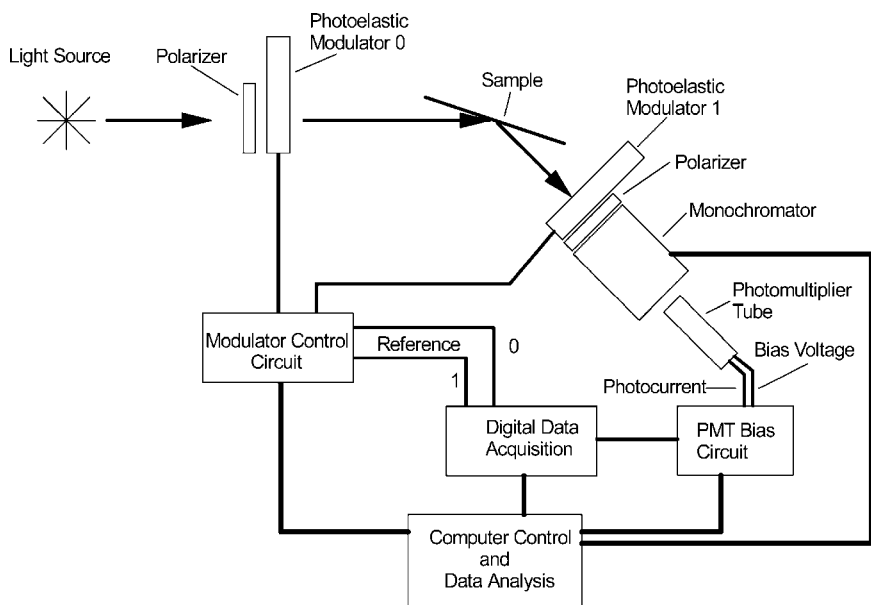 Light Source
Polarizer
Photoelastic
Modulator 0
Sample
Photoelastic
Modulator 1
Polarizer
Monochromator
Photomultiplier
Tube
Bias Voltage
Photocurrent
Modulator Control
Circuit
Reference
0
1
Digital Data
Acquisition
PMT Bias
Circuit
Computer Control
and
Data Analysis